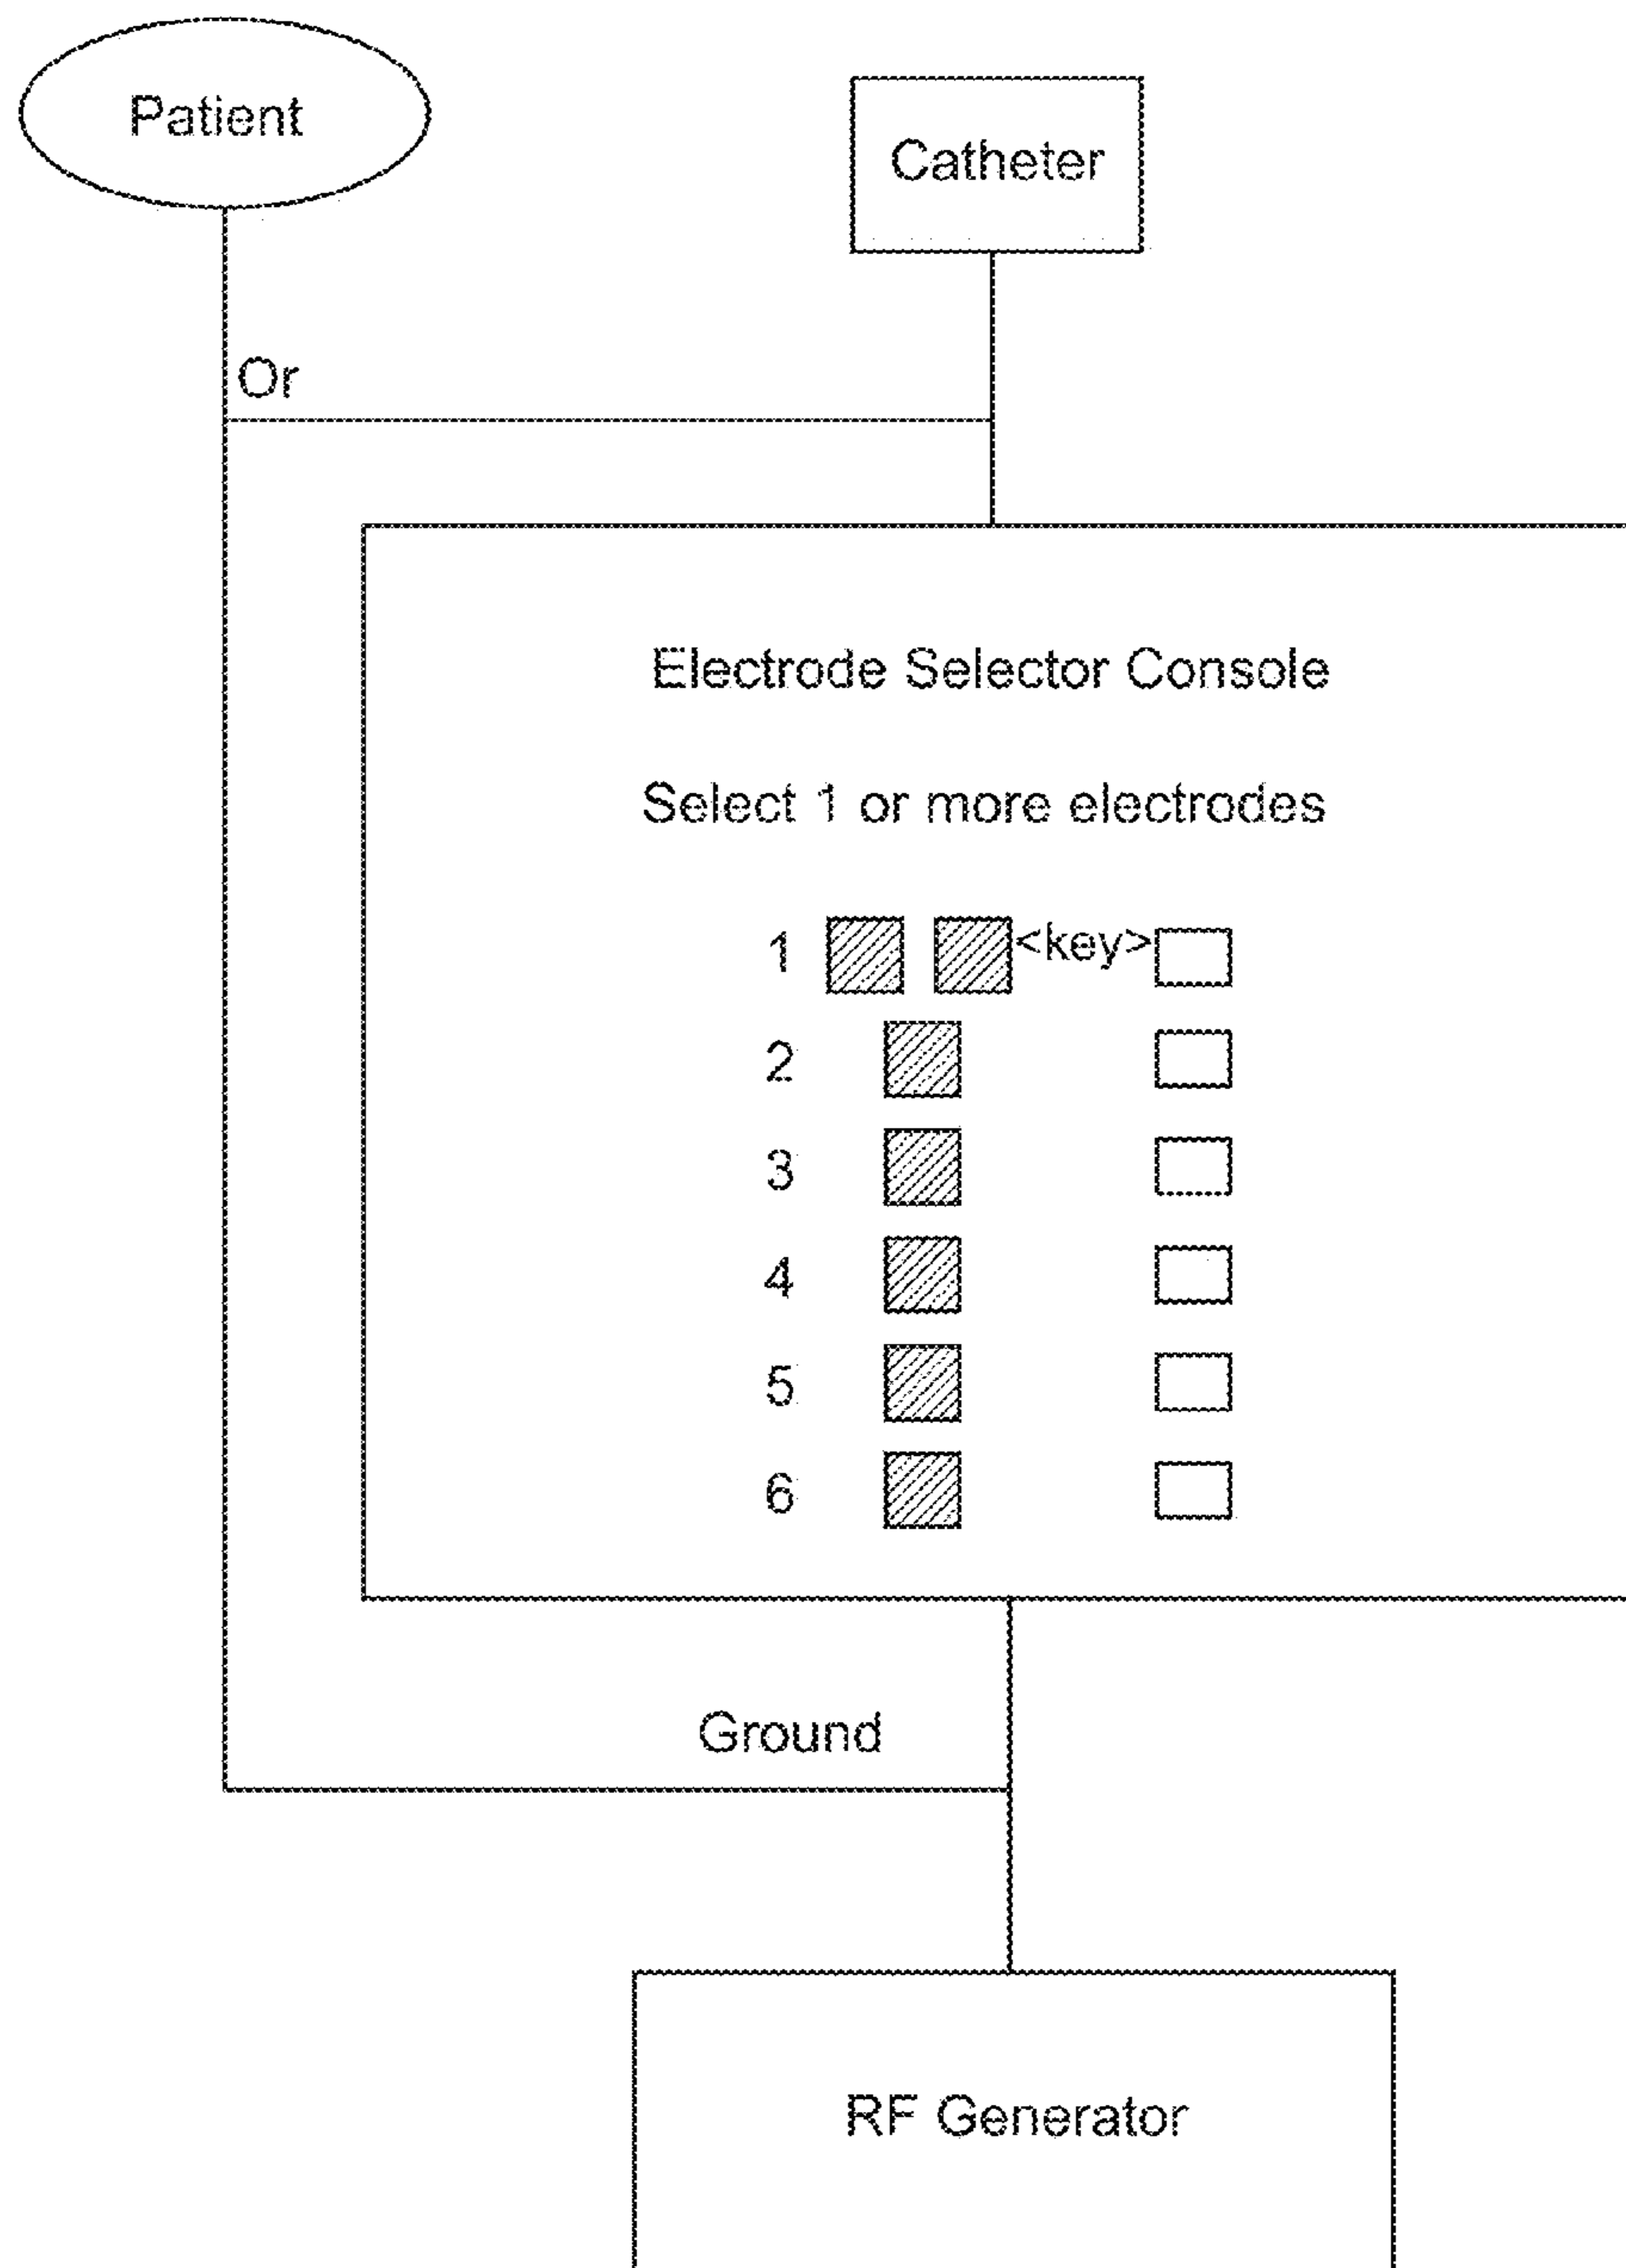 Patient
Catheter
Or
Electrode Selector Console
Select 1 or more electrodes
1 <key>
2
3
4
5
6
Ground
RF Generator